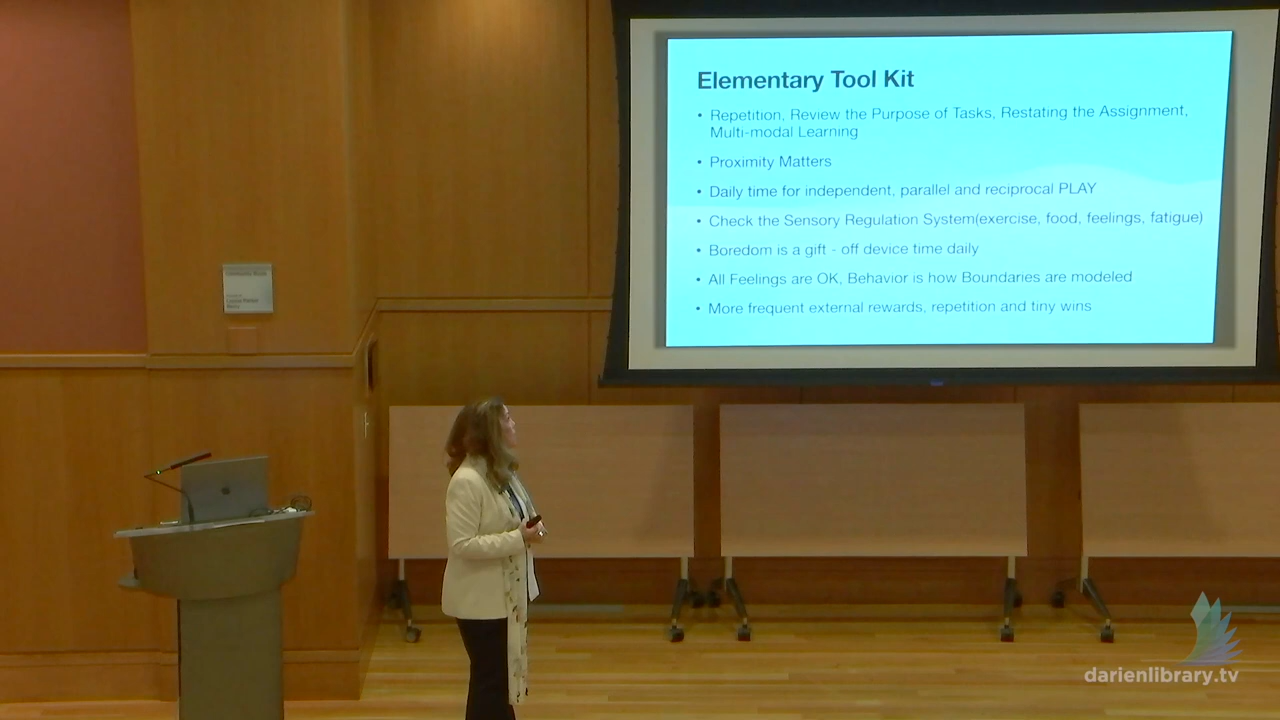 Elementary Tool Kit
• Repetition, Review the Purpose of Tasks, Restating the Assignment,
Multi-modal Learning
• Proximity Matters
• Daily time for independent, parallel and reciprocal PLAY
• Check the Sensory Regulation System(exercise, food, feelings, fatigue)
• Boredom is a gift - off device time daily
• All Feelings are OK, Behavior is how Boundaries are modeled
• More frequent external rewards, repetition and tiny wins
Community Room
darienlibrary.tv